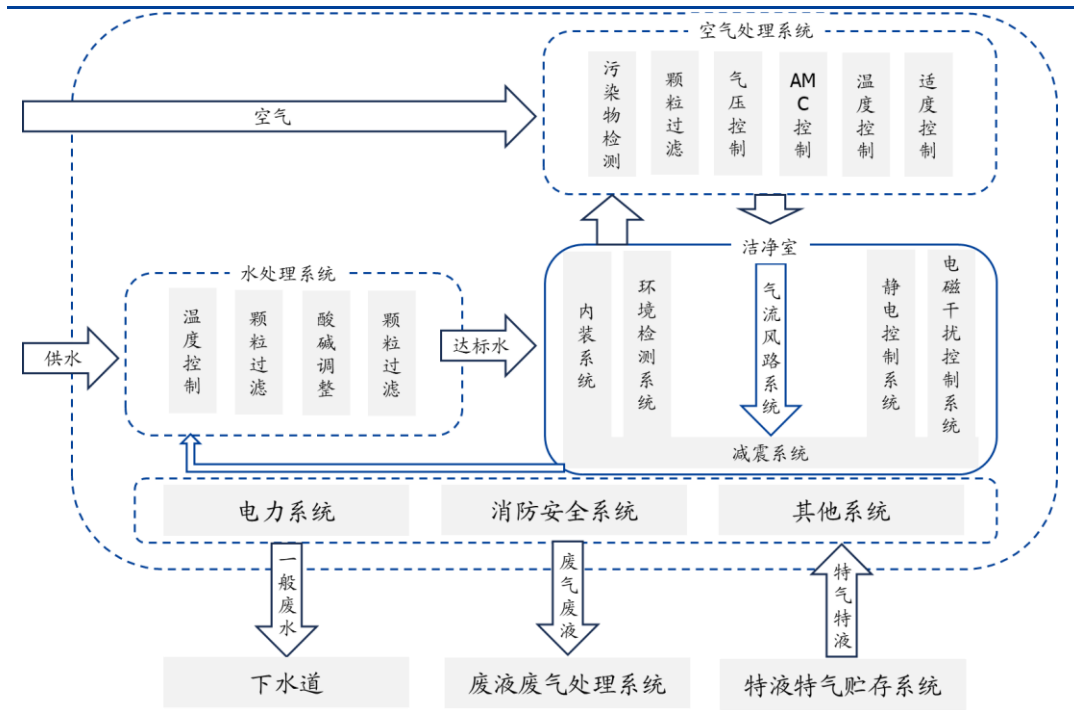 空气处理系统
污染物检测
颗粒过滤
气压控制
AMC控制
温度控制
适度控制
空气
洁净室
内装系统
环境检测系统
气流风路系统
静电控制系统
电磁干扰控制系统
减震系统
水处理系统
温度控制
颗粒过滤
酸碱调整
颗粒过滤
供水
达标水
电力系统
消防安全系统
其他系统
一般废水
废气废液
特气特液
下水道
废液废气处理系统
特液特气贮存系统